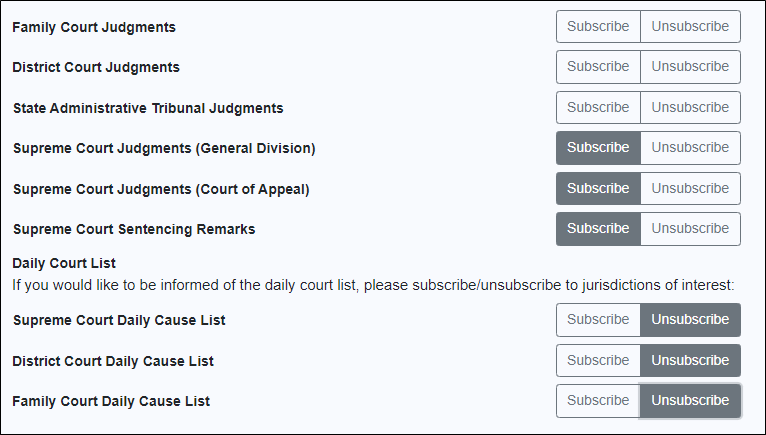 Family Court Judgments Subscribe Unsubscribe
District Court Judgments Subscribe Unsubscribe
State Administrative Tribunal Judgments Subscribe Unsubscribe
Supreme Court Judgments (General Division) Subscribe Unsubscribe
Supreme Court Judgments (Court of Appeal) Subscribe Unsubscribe
Supreme Court Sentencing Remarks Subscribe Unsubscribe
Daily Court List
If you would like to be informed of the daily court list, please subscribe/unsubscribe to jurisdictions of interest:
Supreme Court Daily Cause List Subscribe Unsubscribe
District Court Daily Cause List Subscribe Unsubscribe
Family Court Daily Cause List Subscribe Unsubscribe